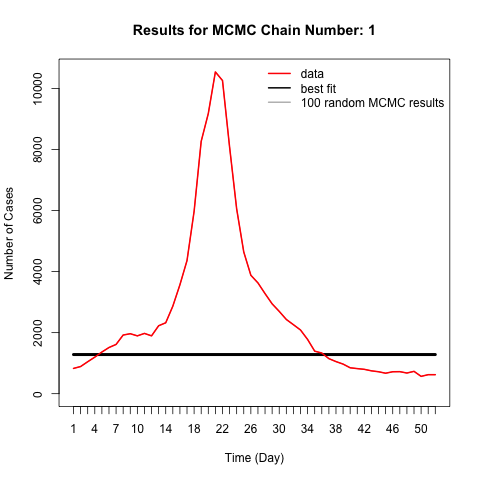 Results for MCMC Chain Number: 1
data
best fit
100 random MCMC results
Number of Cases
0 2000 4000 6000 8000 10000
1 4 7 10 14 18 22 26 30 34 38 42 46 50
Time (Day)